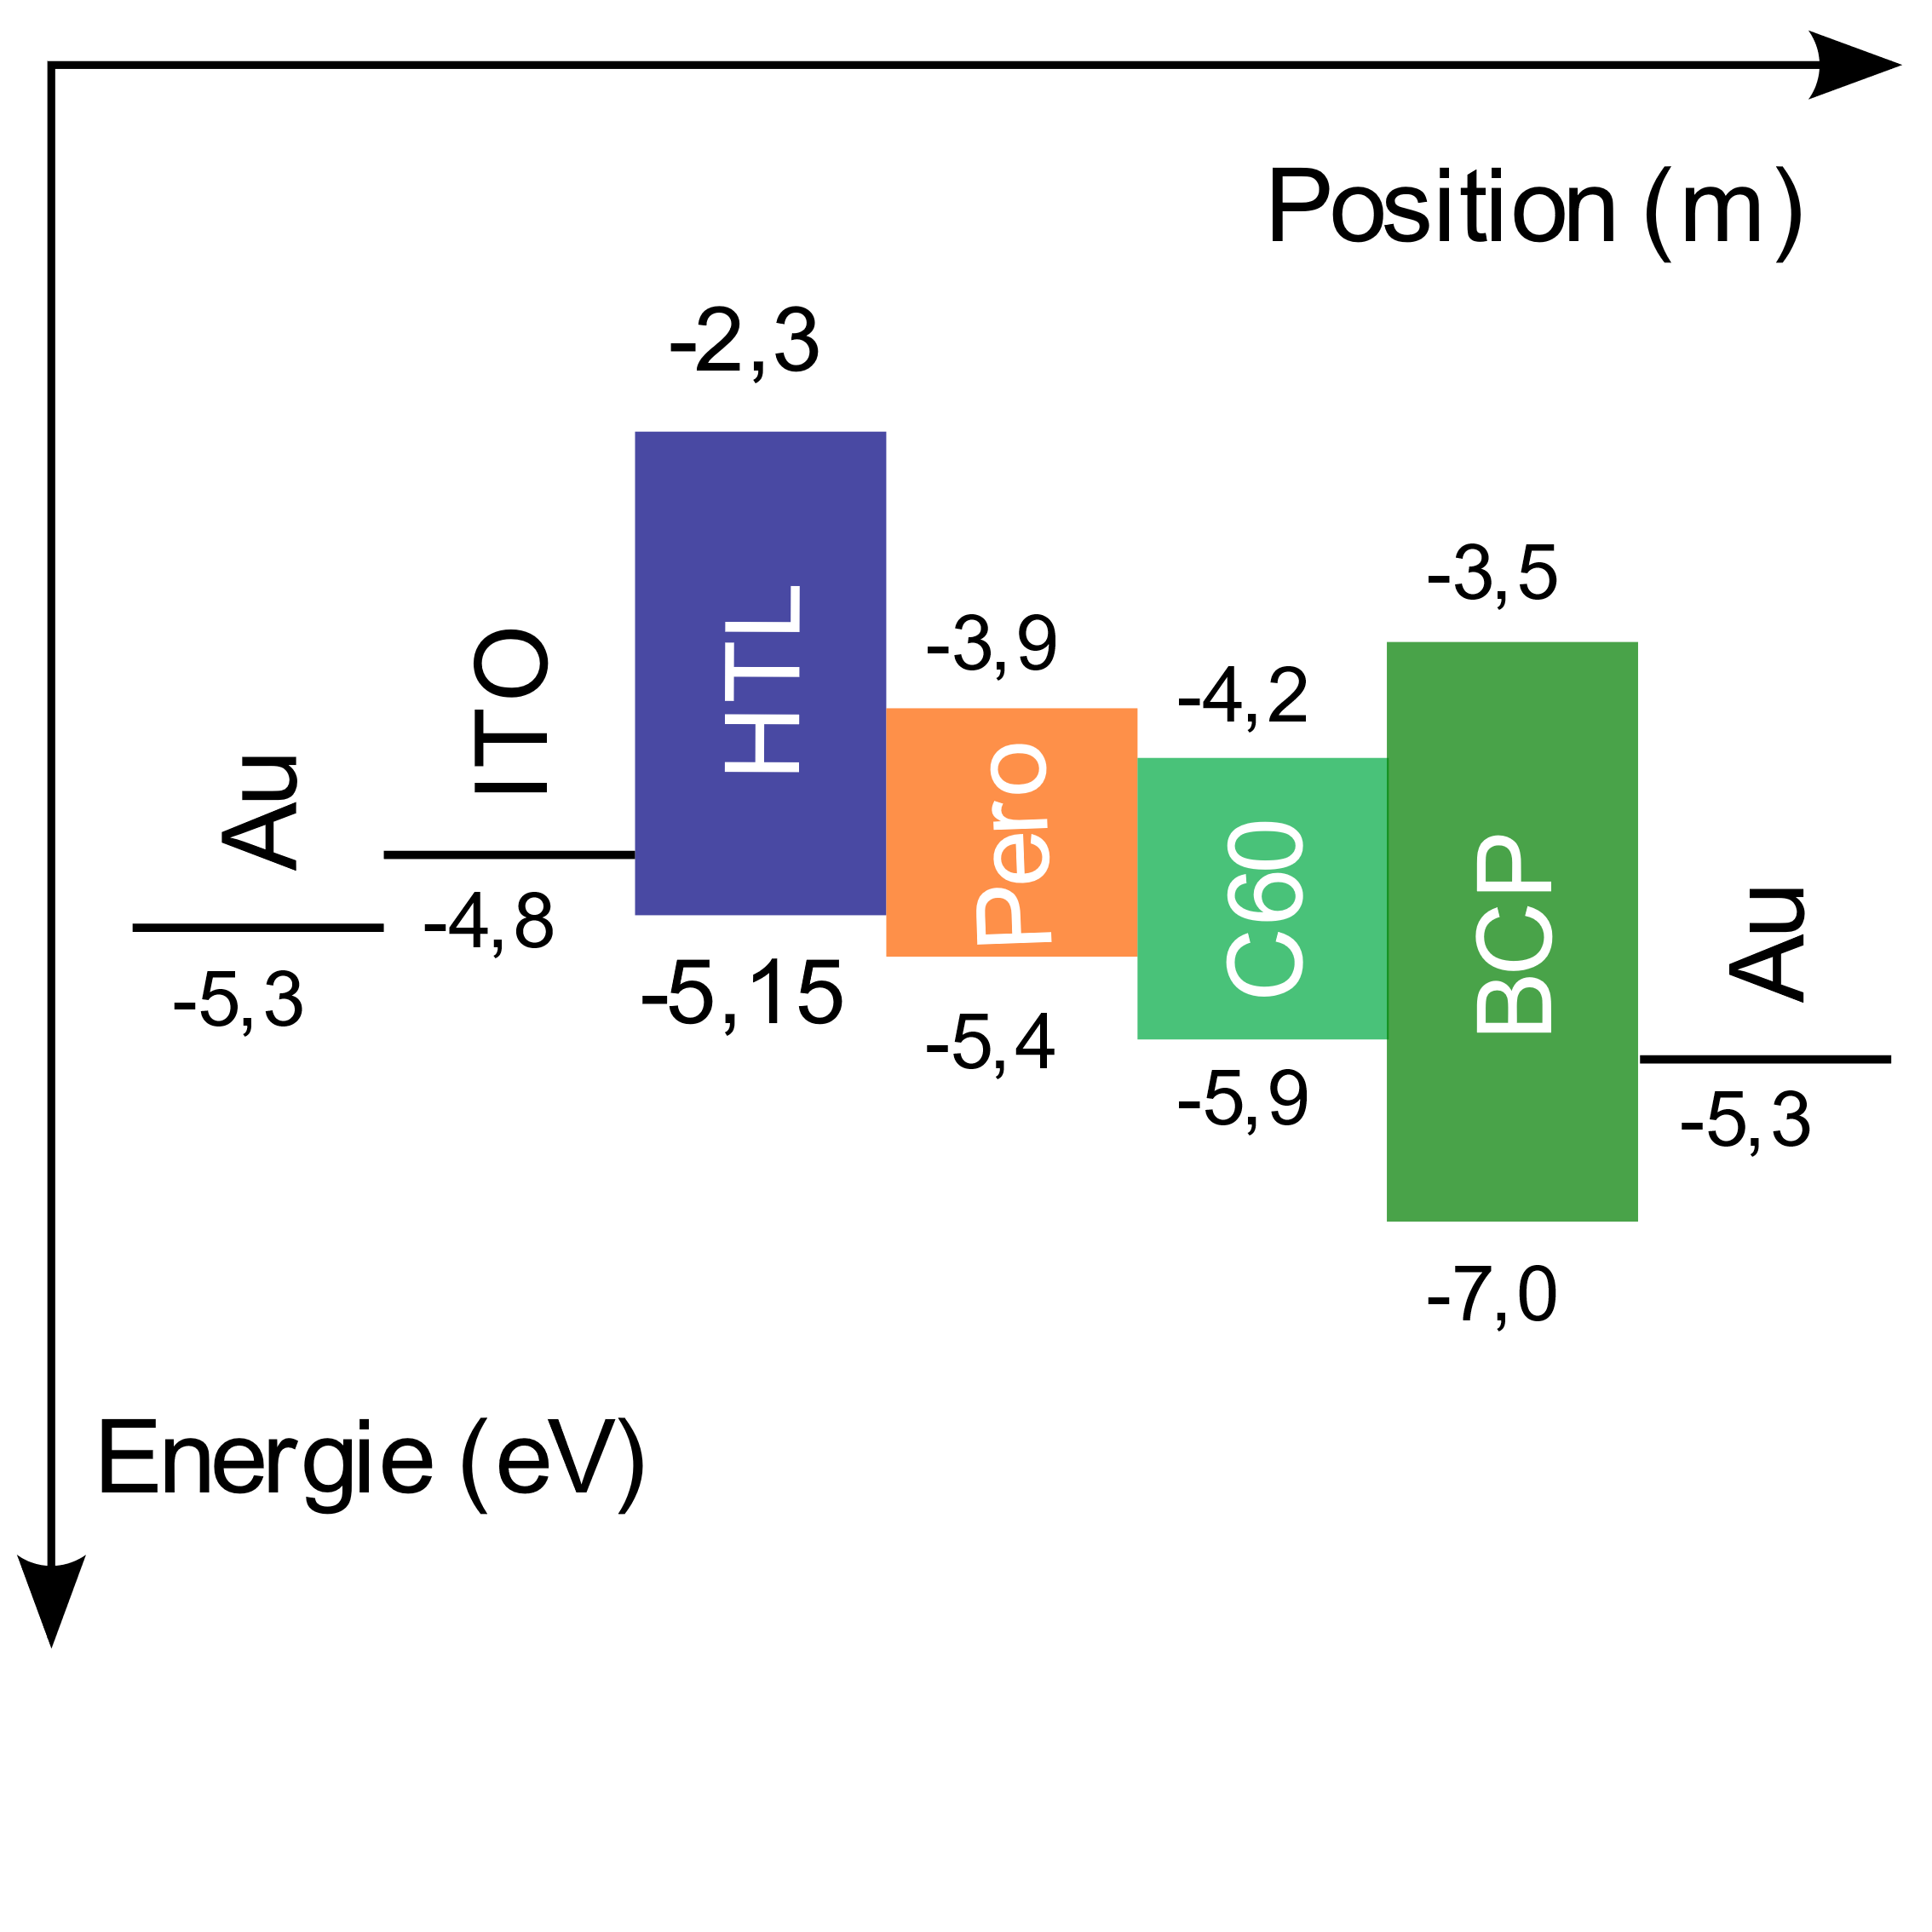 Position (m)
-2,3
-3,5
-3,9
-4,2
ITO
HTL
Au
Pero
C60
BCP
Au
-4,8
-5,3
-5,15
-5,4
-5,9
-5,3
-7,0
Energie (eV)